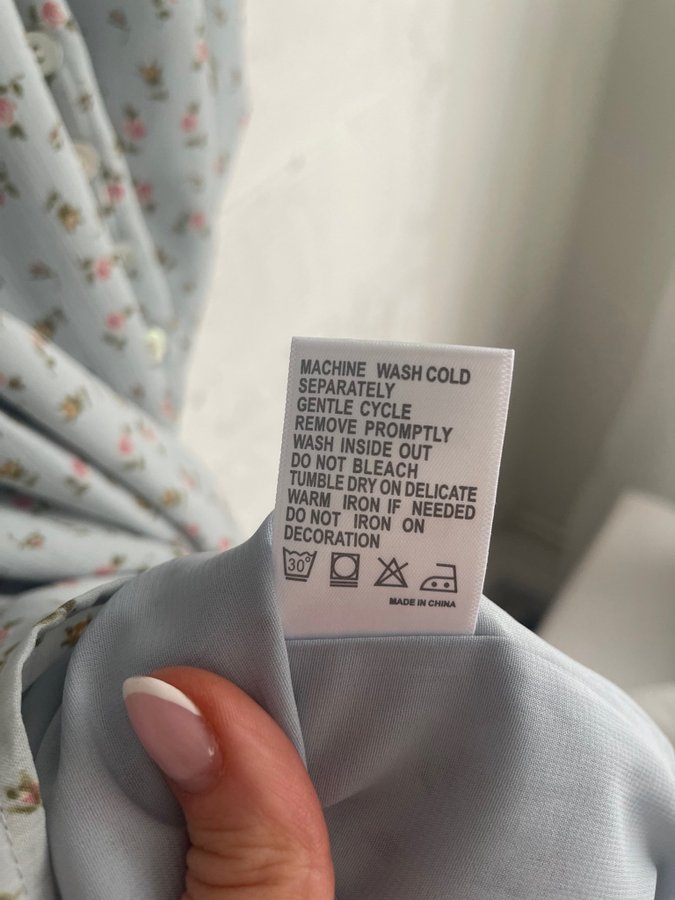 MACHINE WASH COLD
SEPARATELY
GENTLE CYCLE
REMOVE PROMPTLY
WASH INSIDE OUT
DO NOT BLEACH
TUMBLE DRY ON DELICATE
WARM IRON IF NEEDED
DO NOT IRON ON
DECORATION
30°
MADE IN CHINA